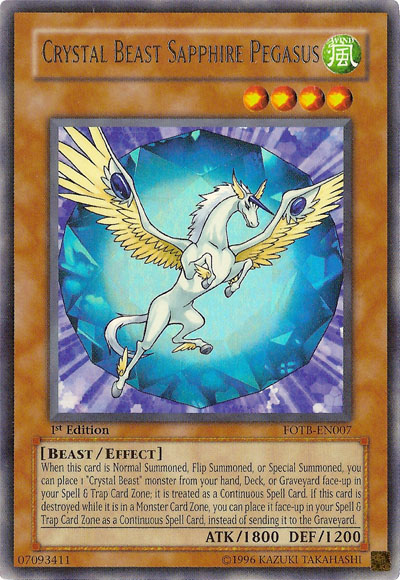 CRYSTAL BEAST SAPPHIRE PEGASUS
風
1st Edition
FOTB-EN007
[BEAST / EFFECT]
When this card is Normal Summoned, Flip Summoned, or Special Summoned, you
can place 1 "Crystal Beast" monster from your hand, Deck, or Graveyard face-up in
your Spell & Trap Card Zone; it is treated as a Continuous Spell Card. If this card is
destroyed while it is in a Monster Card Zone, you can place it face-up in your Spell &
Trap Card Zone as a Continuous Spell Card, instead of sending it to the Graveyard.
ATK/1800 DEF/1200
07093411
©1996 KAZUKI TAKAHASHI